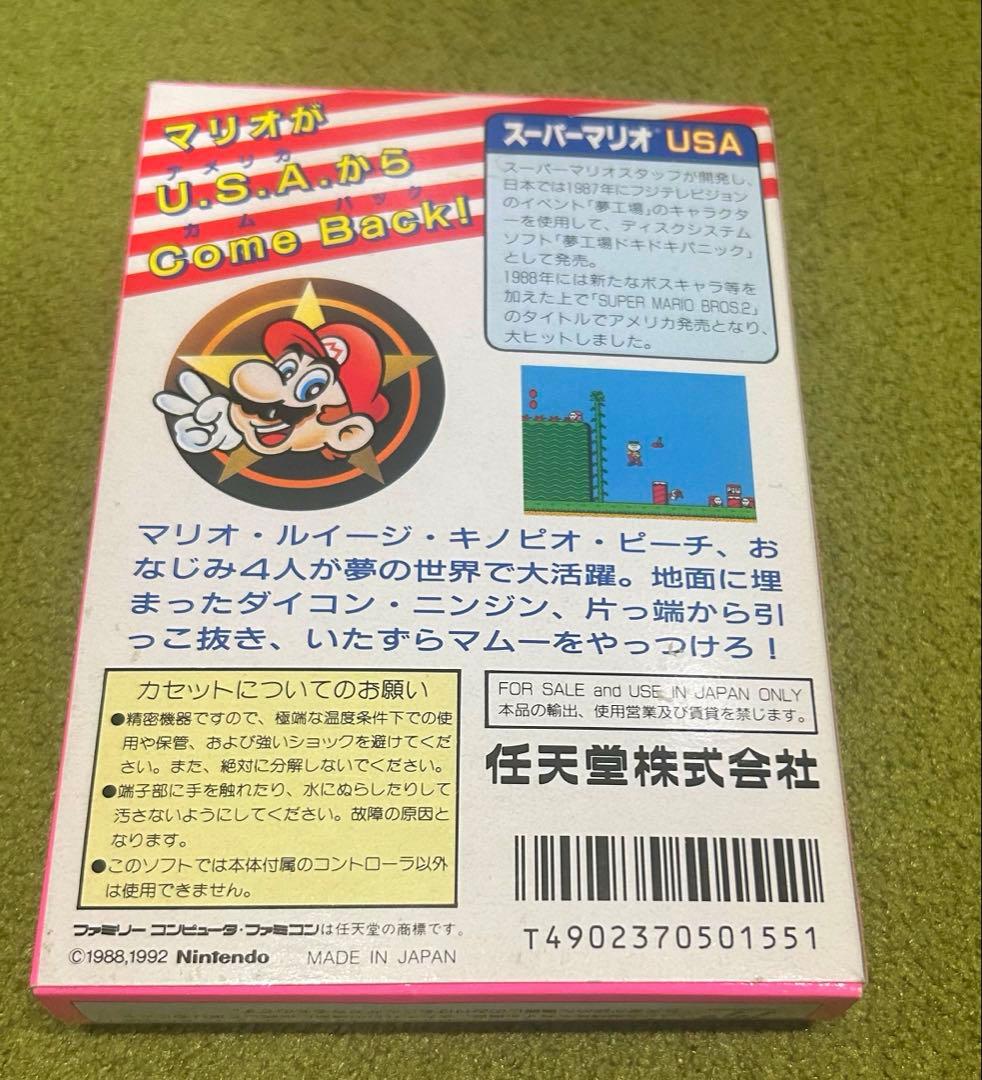 マリオが
アメリカ
U.S.A.から
カム バック
Come Back!
スーパーマリオ USA
スーパーマリオスタッフが開発し、
日本では1987年にフジテレビジョン
のイベント「夢工場」のキャラクタ
ーを使用して、ディスクシステム
ソフト「夢工場ドキドキパニック」
として発売。
1988年には新たなボスキャラ等を
加えた上で「SUPER MARIO BROS.2」
のタイトルでアメリカ発売となり、
大ヒットしました。
M
マリオ・ルイージ・キノピオ・ピーチ、お
なじみ4人が夢の世界で大活躍。地面に埋
まったダイコン・ニンジン、片っ端から引
っこ抜き、いたずらマムーをやっつけろ!
カセットについてのお願い
●精密機器ですので、極端な温度条件下での使
用や保管、および強いショックを避けてくだ
さい。また、絶対に分解しないでください。
●端子部に手を触れたり、水にぬらしたりして
汚さないようにしてください。故障の原因と
なります。
●このソフトでは本体付属のコントローラ以外
は使用できません。
FOR SALE and USE IN JAPAN ONLY
本品の輸出、使用営業及び賃貸を禁じます。
任天堂株式会社
T4902370501551
ファミリーコンピュータ・ファミコンは任天堂の商標です。
©1988,1992 Nintendo MADE IN JAPAN